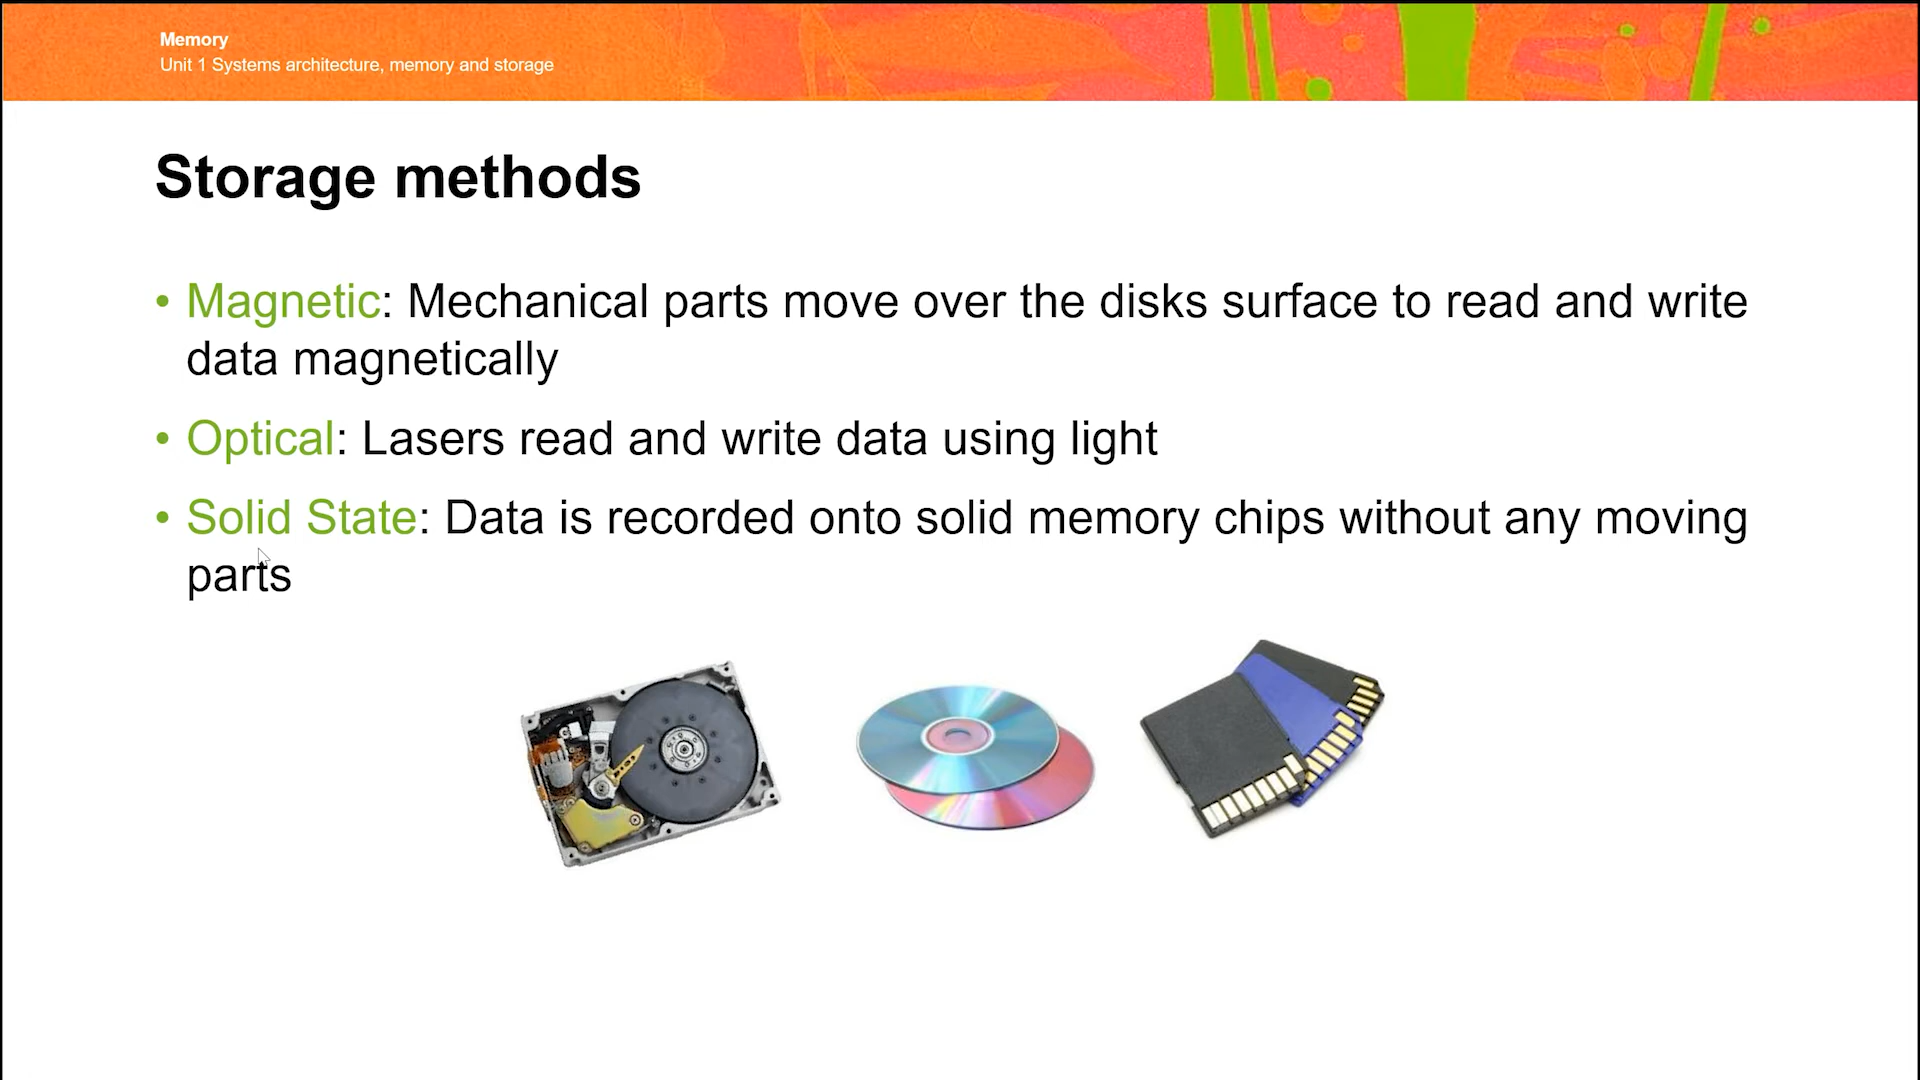 Memory
Unit 1 Systems architecture, memory and storage
Storage methods
• Magnetic: Mechanical parts move over the disks surface to read and write
data magnetically
• Optical: Lasers read and write data using light
• Solid State: Data is recorded onto solid memory chips without any moving
parts